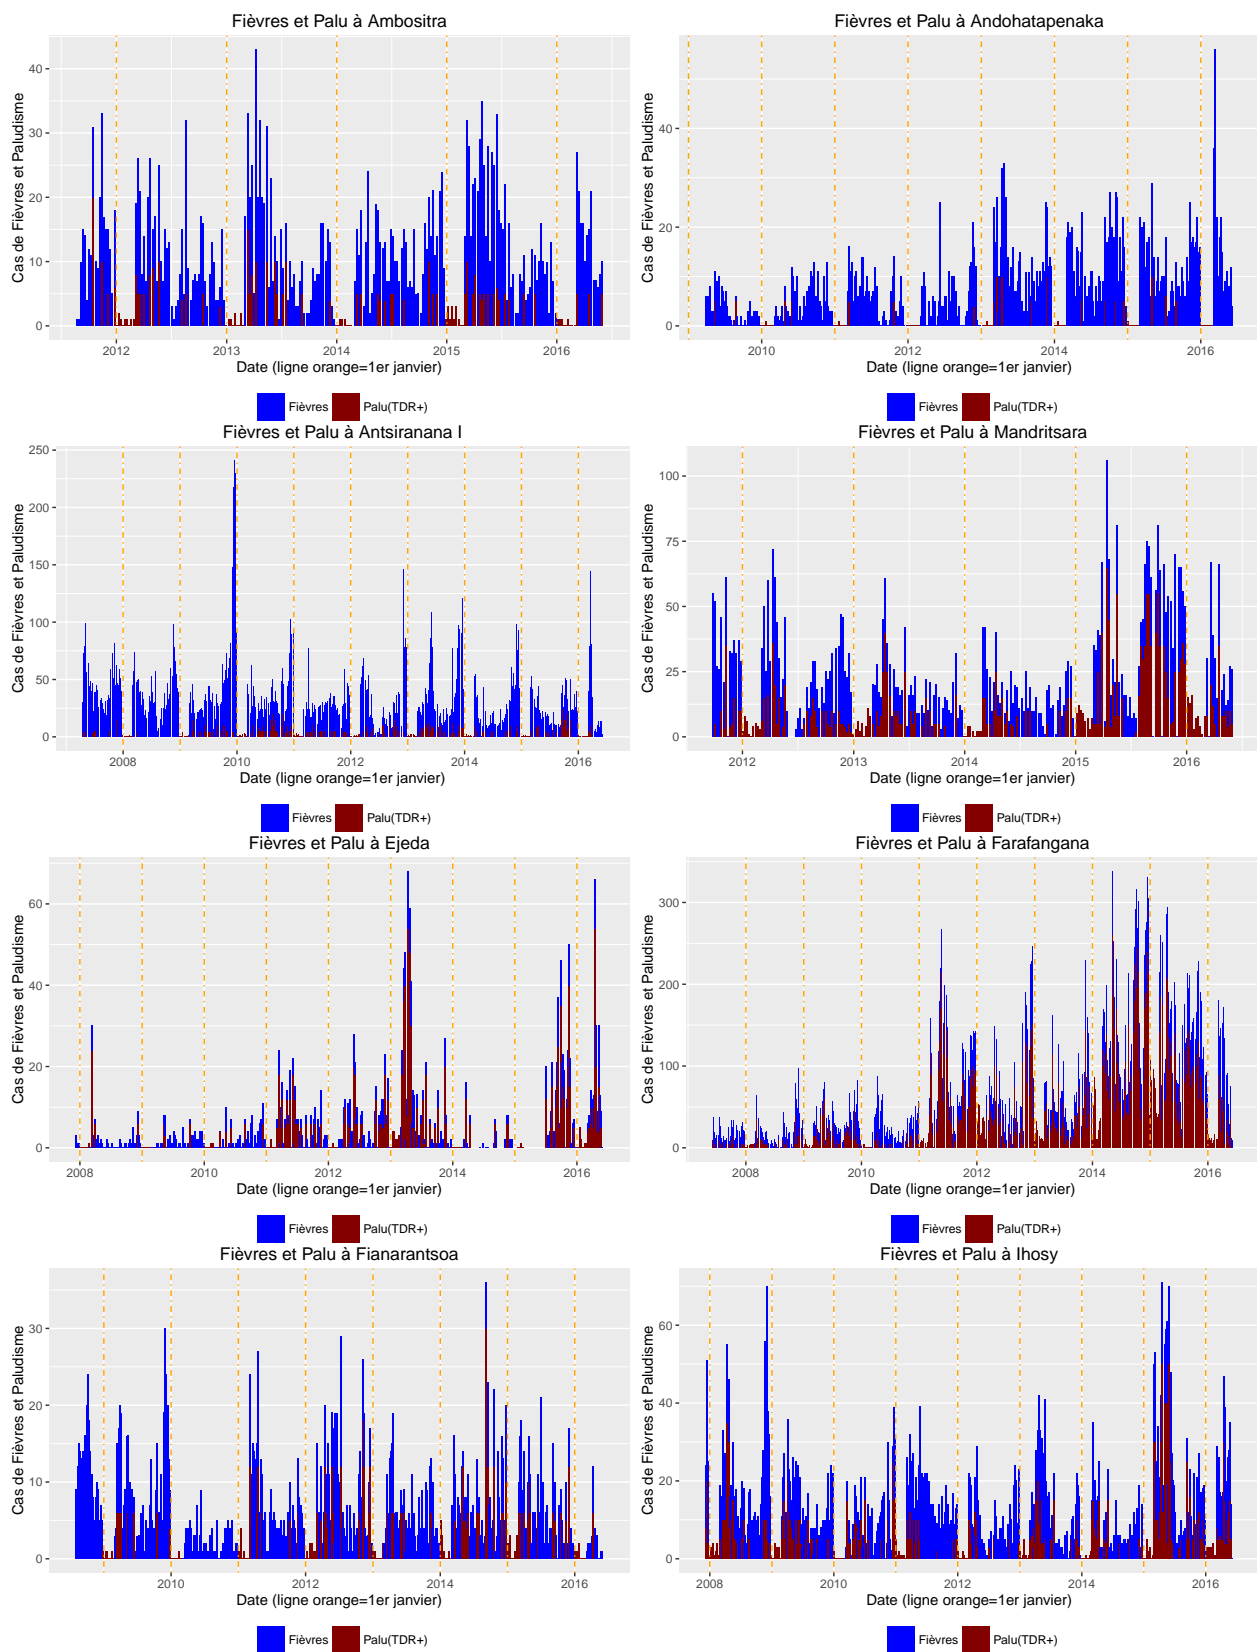 Fièvres et Palu à Ambositra
Cas de Fièvres et Paludisme
40
30
20
10
0
2012
2013
2014
2015
2016
Date (ligne orange=1er janvier)
Fièvres
Palu(TDR+)
Fièvres et Palu à Andohatapenaka
Cas de Fièvres et Paludisme
40
20
0
2010
2012
2014
2016
Date (ligne orange=1er janvier)
Fièvres
Palu(TDR+)
Fièvres et Palu à Antsiranana I
Cas de Fièvres et Paludisme
250
200
150
100
50
0
2008
2010
2012
2014
2016
Date (ligne orange=1er janvier)
Fièvres
Palu(TDR+)
Fièvres et Palu à Mandritsara
Cas de Fièvres et Paludisme
100
75
50
25
0
2012
2013
2014
2015
2016
Date (ligne orange=1er janvier)
Fièvres
Palu(TDR+)
Fièvres et Palu à Ejeda
Cas de Fièvres et Paludisme
60
40
20
0
2008
2010
2012
2014
2016
Date (ligne orange=1er janvier)
Fièvres
Palu(TDR+)
Fièvres et Palu à Farafangana
Cas de Fièvres et Paludisme
300
200
100
0
2008
2010
2012
2014
2016
Date (ligne orange=1er janvier)
Fièvres
Palu(TDR+)
Fièvres et Palu à Fianarantsoa
Cas de Fièvres et Paludisme
30
20
10
0
2010
2012
2014
2016
Date (ligne orange=1er janvier)
Fièvres
Palu(TDR+)
Fièvres et Palu à Ihosy
Cas de Fièvres et Paludisme
60
40
20
0
2008
2010
2012
2014
2016
Date (ligne orange=1er janvier)
Fièvres
Palu(TDR+)